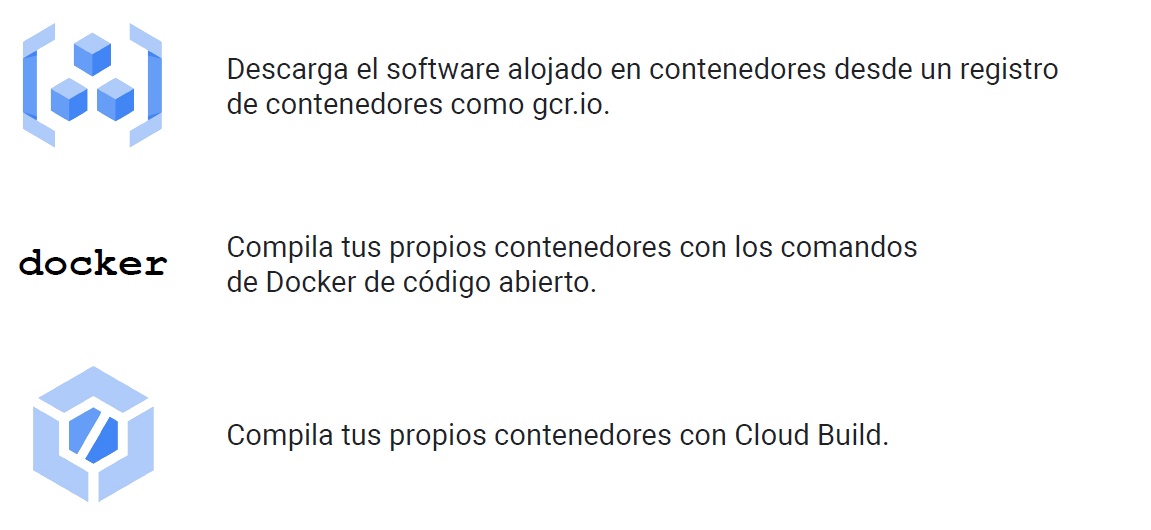 Descarga el software alojado en contenedores desde un registro
de contenedores como gcr.io.
docker
Compila tus propios contenedores con los comandos
de Docker de código abierto.
Compila tus propios contenedores con Cloud Build.